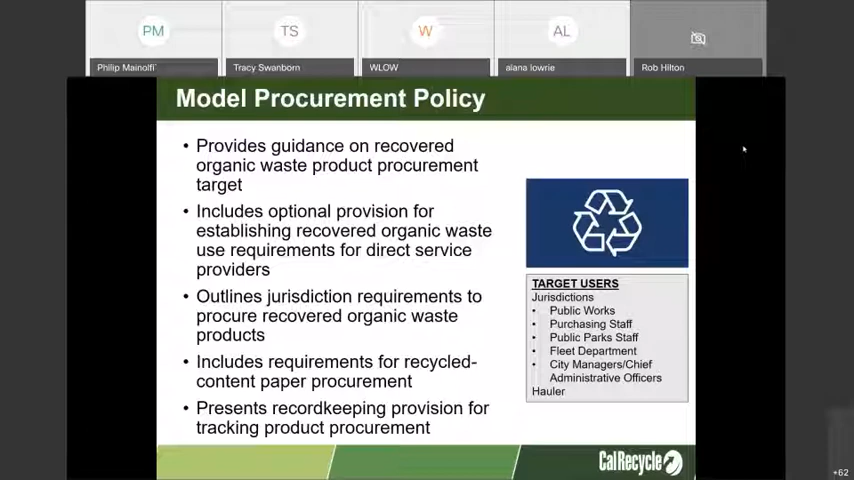 PM
TS
W
AL
Philip Mainolfi
Tracy Swanborn
WLOW
alana lowrie
Rob Hilton
Model Procurement Policy
• Provides guidance on recovered
organic waste product procurement
target
• Includes optional provision for
establishing recovered organic waste
use requirements for direct service
providers
• Outlines jurisdiction requirements to
procure recovered organic waste
products
• Includes requirements for recycled-
content paper procurement
• Presents recordkeeping provision for
tracking product procurement
TARGET USERS
Jurisdictions
• Public Works
• Purchasing Staff
• Public Parks Staff
• Fleet Department
• City Managers/Chief
Administrative Officers
Hauler
CalRecycle
+62